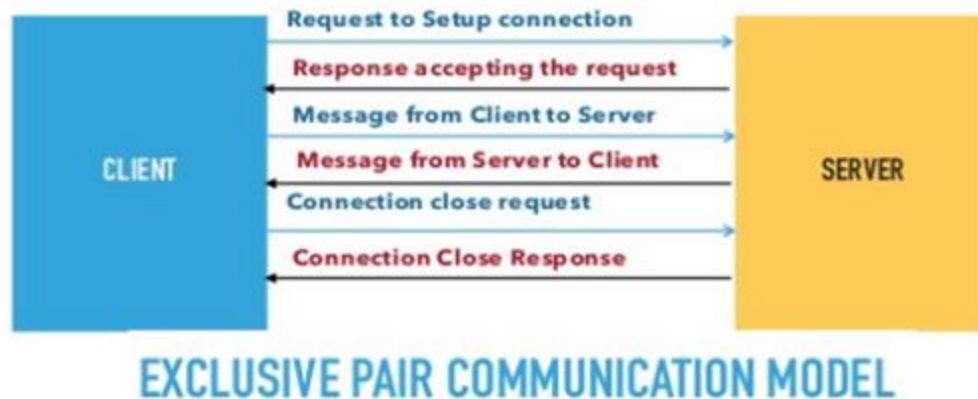 Request to Setup connection
Response accepting the request
Message from Client to Server
Message from Server to Client
Connection close request
Connection Close Response
CLIENT
SERVER
EXCLUSIVE PAIR COMMUNICATION MODEL